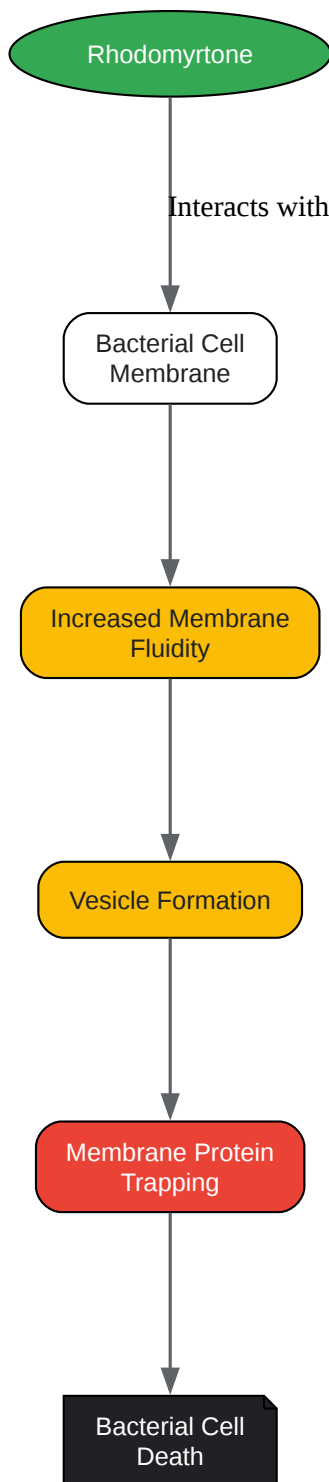 Rhodomyrtone
Interacts with
Bacterial Cell
Membrane
Increased Membrane
Fluidity
Vesicle Formation
Membrane Protein
Trapping
Bacterial Cell
Death